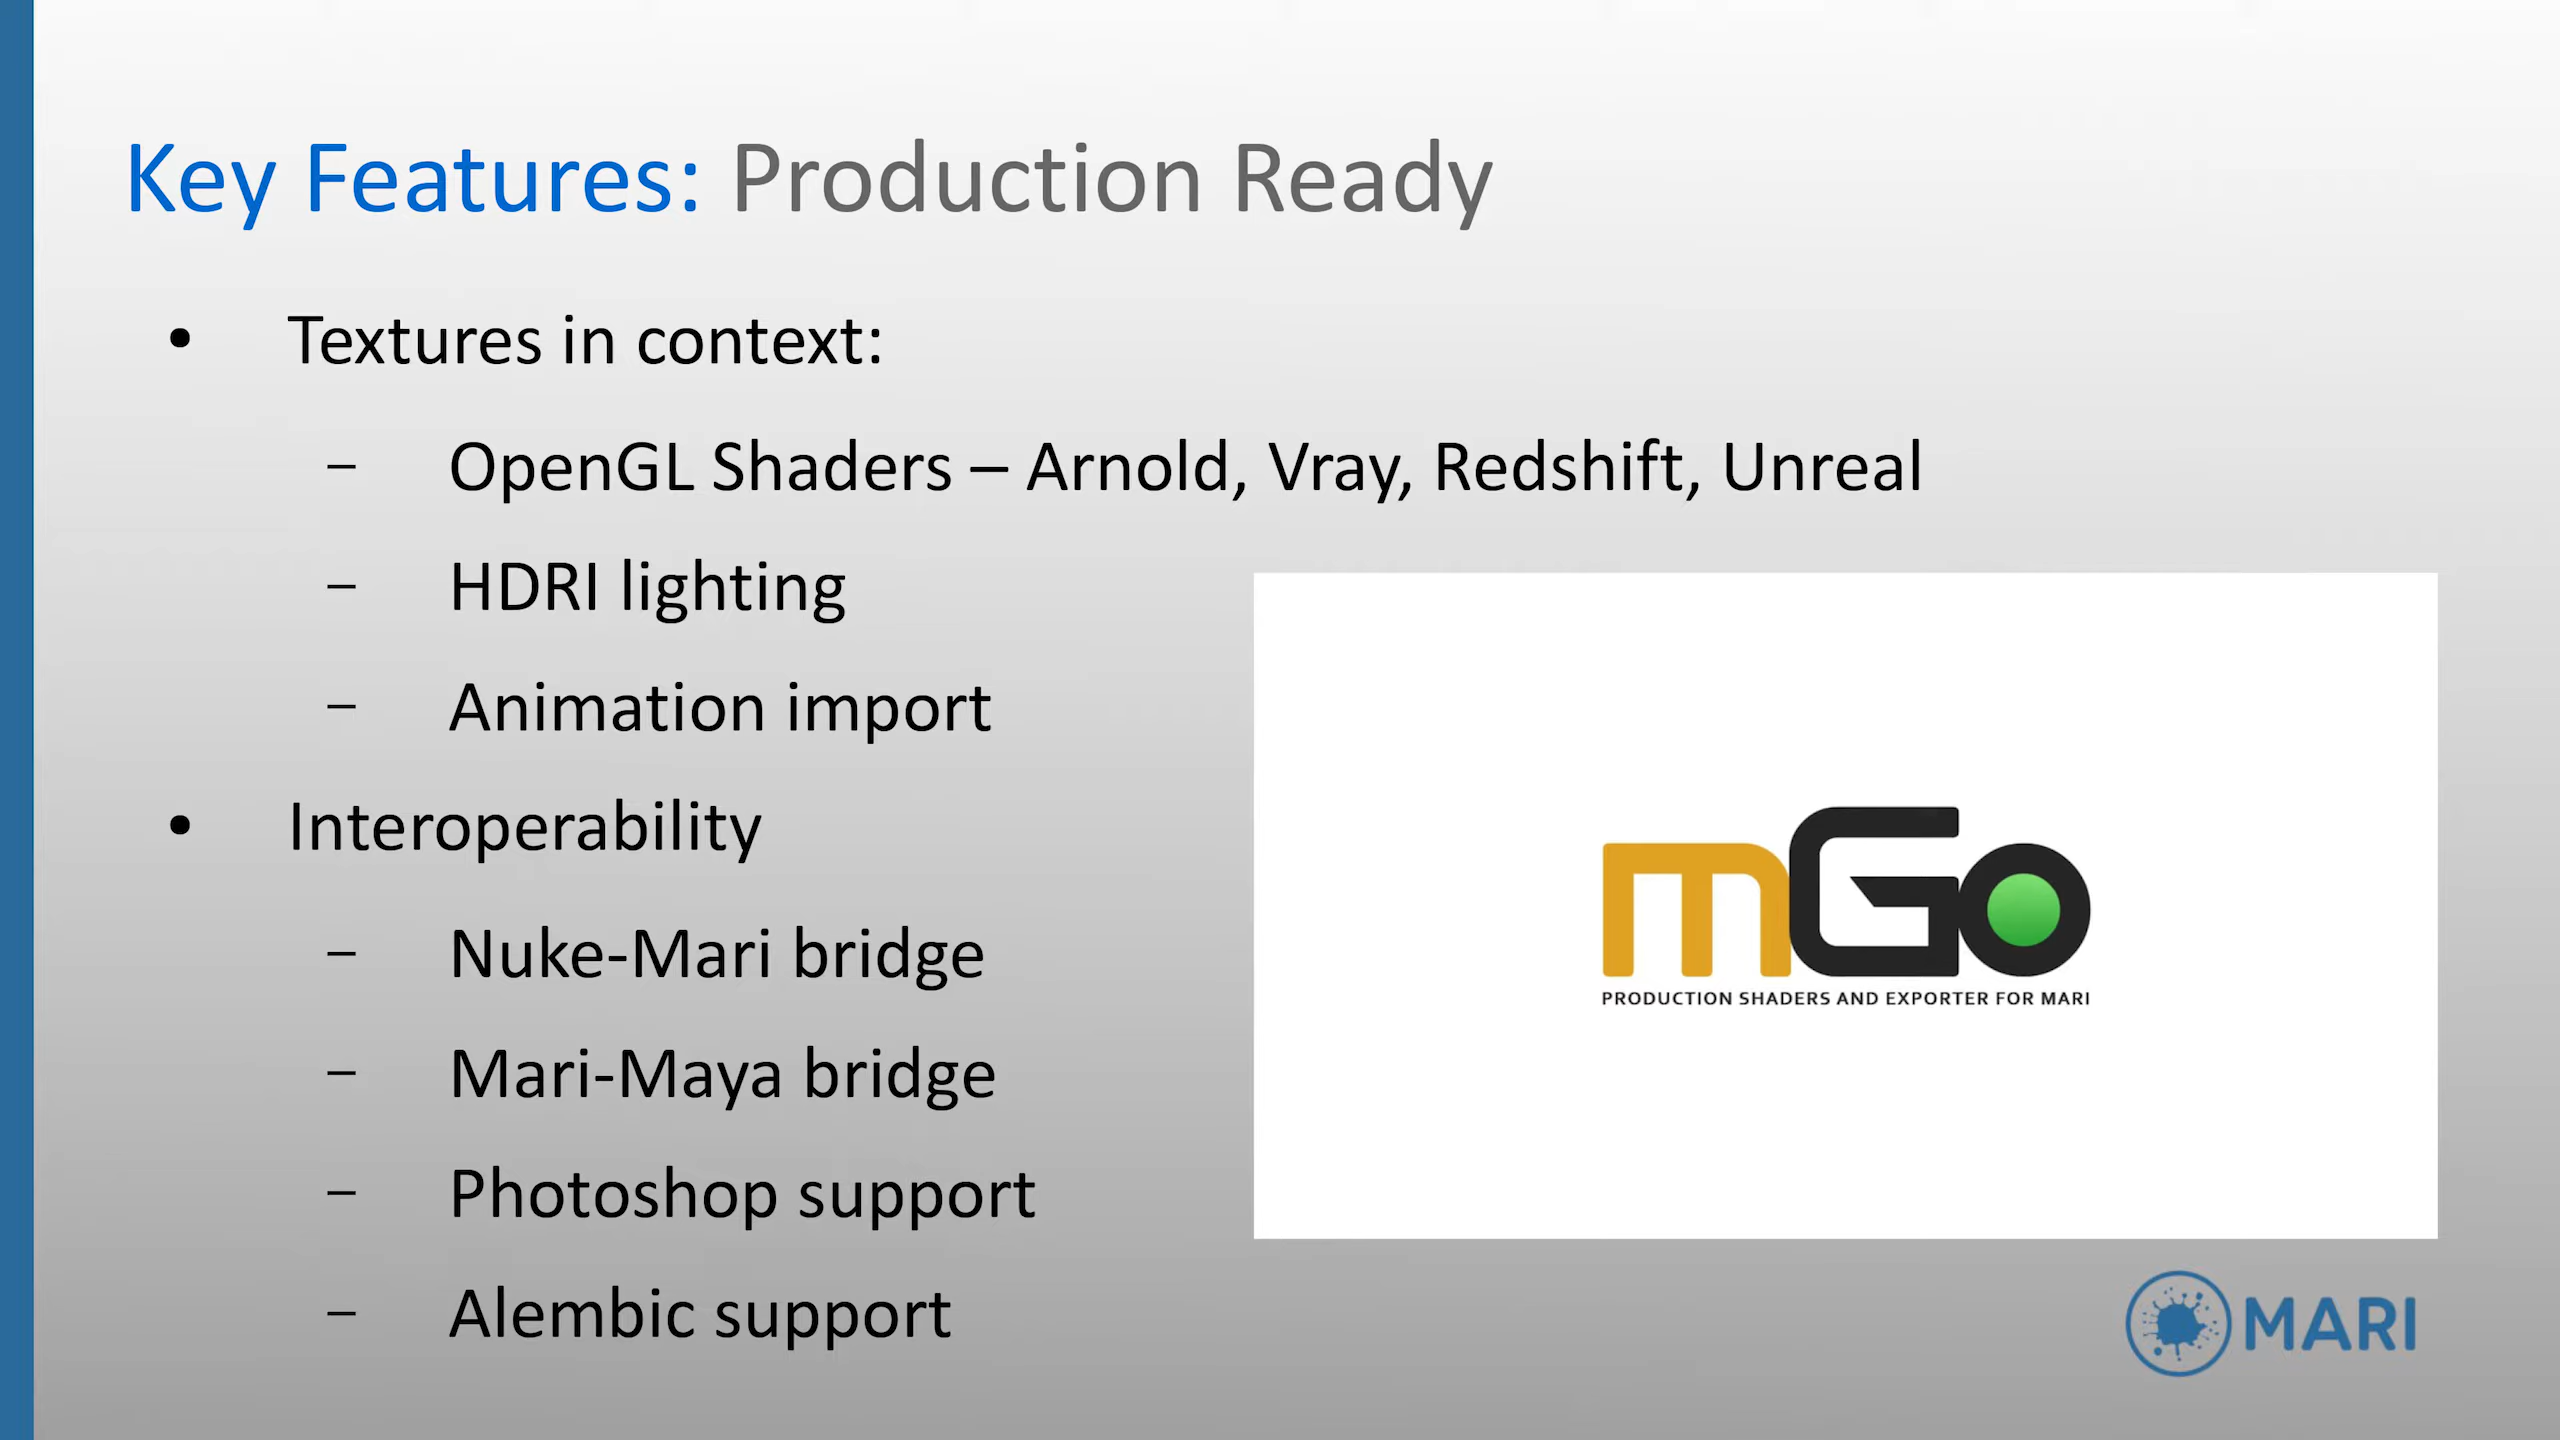 Key Features: Production Ready
• Textures in context:
– OpenGL Shaders – Arnold, Vray, Redshift, Unreal
– HDRI lighting
– Animation import
• Interoperability
– Nuke-Mari bridge
– Mari-Maya bridge
– Photoshop support
– Alembic support
mGo
PRODUCTION SHADERS AND EXPORTER FOR MARI
MARI